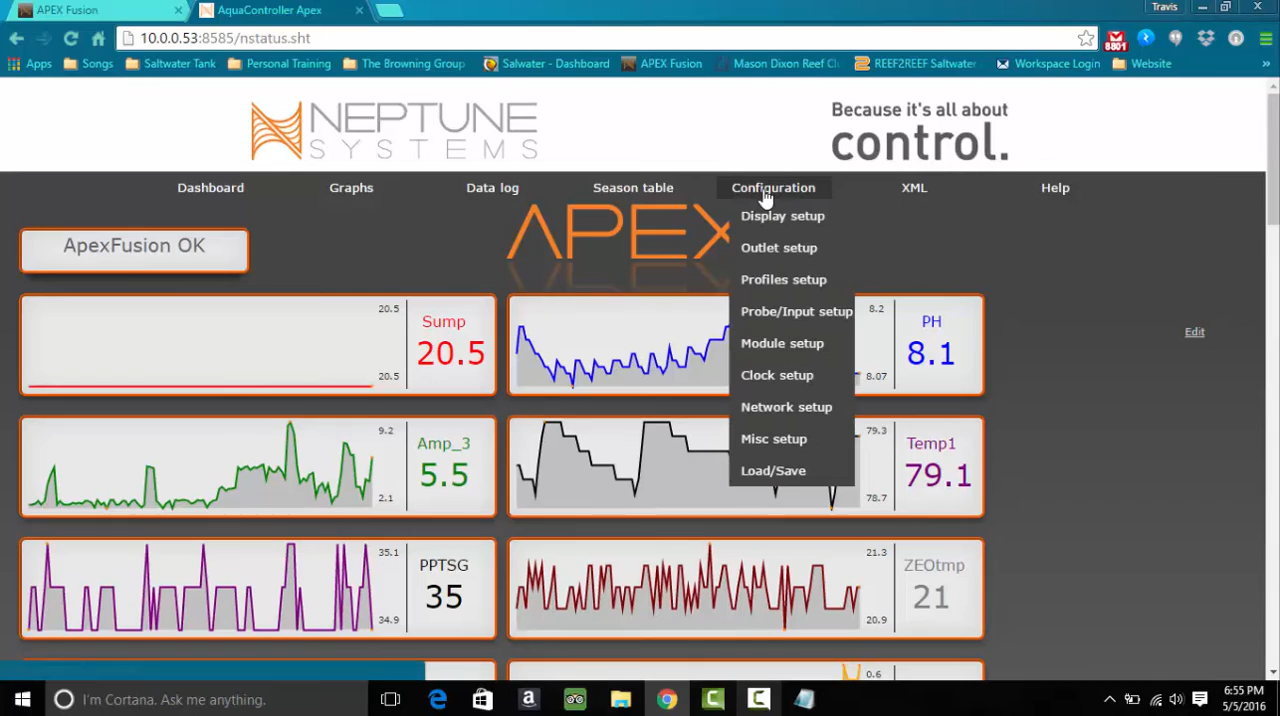 APEX Fusion
AquaController Apex
Travis
10.0.0.53:8585/nstatus.sht
8801
Apps
Songs
Saltwater Tank
Personal Training
The Browning Group
Salwater - Dashboard
APEX Fusion
Mason Dixon Reef Cl
REEF2REEF Saltwater
Workspace Login
Website
»
NEPTUNE
SYSTEMS
Because it's all about
control.
Dashboard
Graphs
Data log
Season table
Configuration
XML
Help
Display setup
Outlet setup
Profiles setup
Probe/Input setup
Module setup
Clock setup
Network setup
Misc setup
Load/Save
ApexFusion OK
APEX
Edit
20.5
20.5
Sump
20.5
8.2
8.07
PH
8.1
9.2
2.1
Amp_3
5.5
79.3
78.7
Temp1
79.1
35.1
34.9
PPTSG
35
21.3
20.9
ZEOtmp
21
0.6
I'm Cortana. Ask me anything.
6:55 PM
5/5/2016